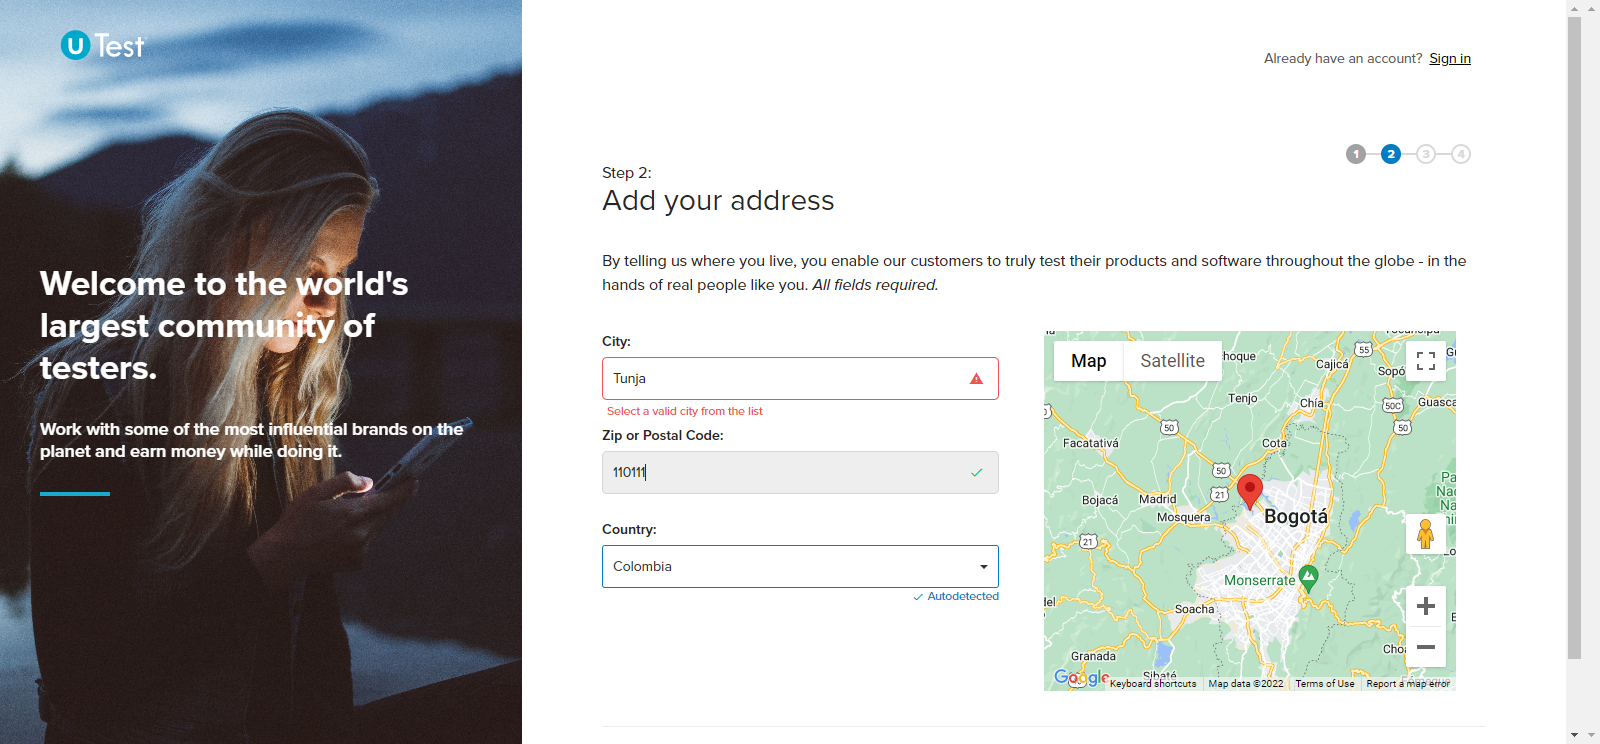 U Test
Already have an account? Sign in
1 2 3 4
Step 2:
Add your address
Welcome to the world's
largest community of
testers.
Work with some of the most influential brands on the
planet and earn money while doing it.
By telling us where you live, you enable our customers to truly test their products and software throughout the globe - in the
hands of real people like you. All fields required.
City:
Tunja
Select a valid city from the list
Zip or Postal Code:
110111
Country:
Colombia
Autodetected
Map Satellite
choque
55
Cajicá
Sopó
Tenjo
Chía
50C
Guasca
50
50
Facatativá
Cota
50
21
Bojacá
Madrid
Mosquera
Bogotá
21
Monserrate
Soacha
Granada
Sibaté
Google
Keyboard shortcuts Map data ©2022 Terms of Use Report a map error